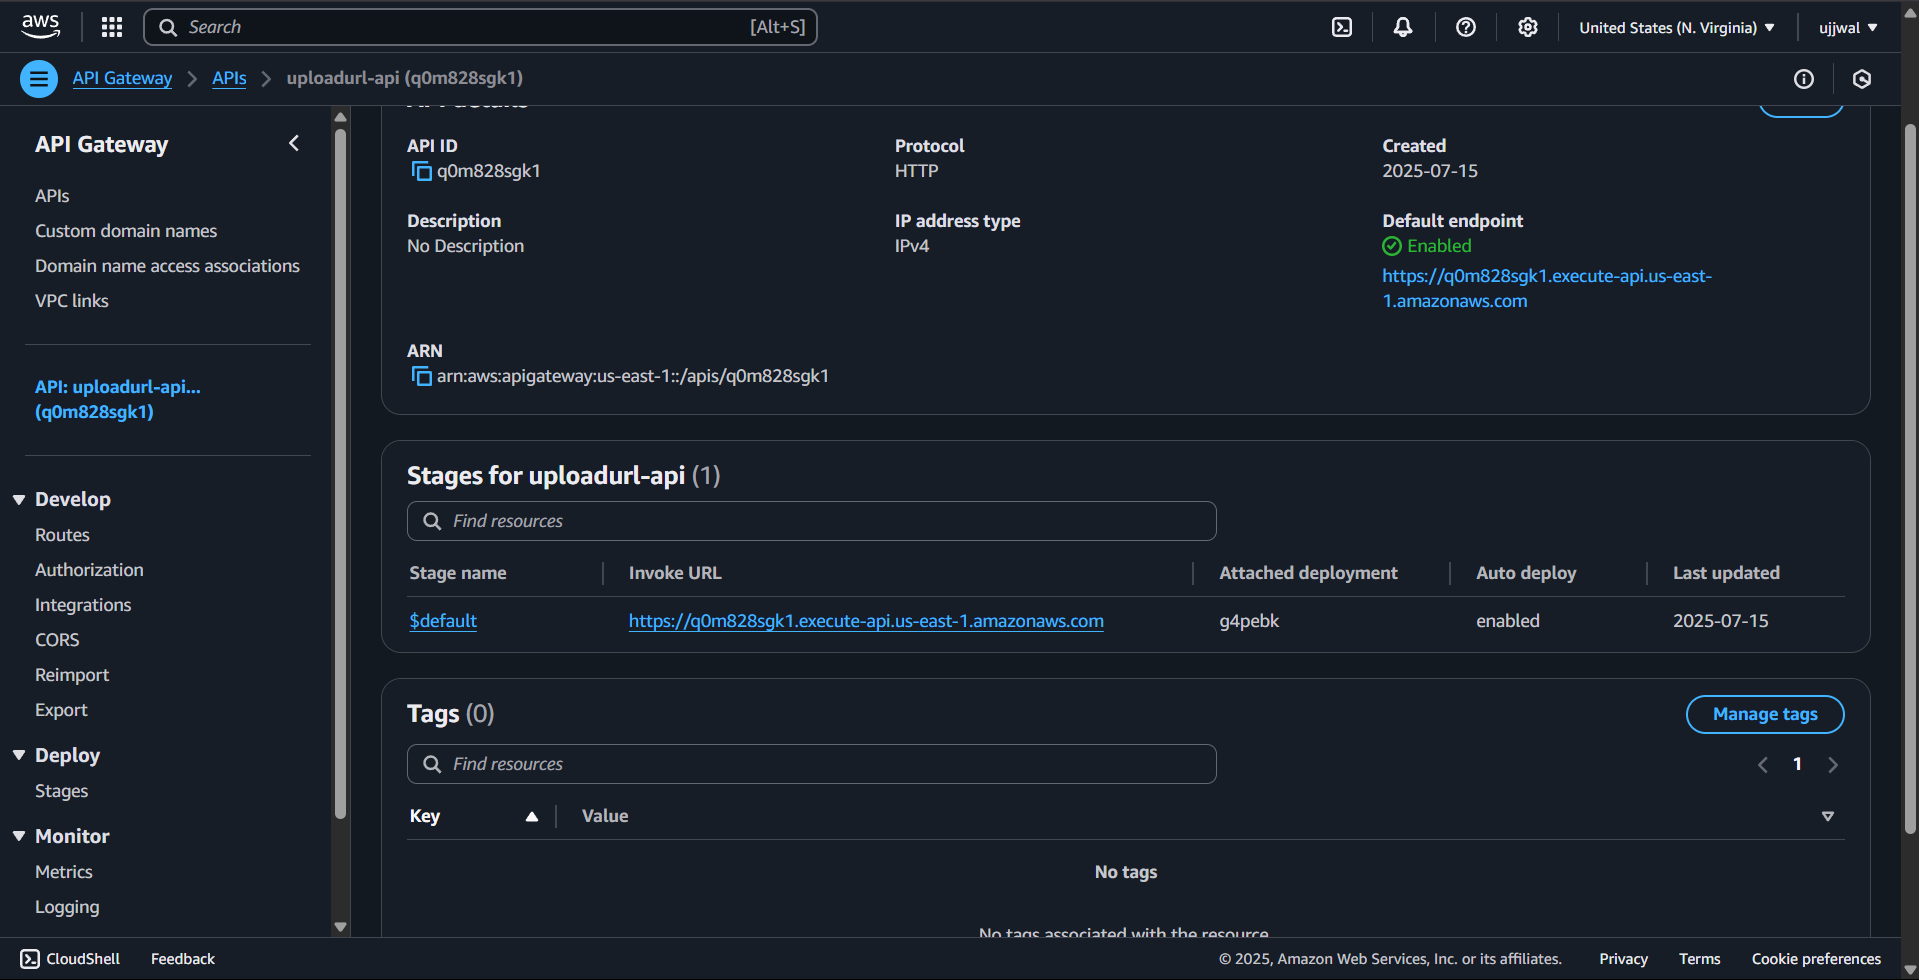 aws
Search [Alt+S]
United States (N. Virginia)
ujjwal
API Gateway
APIs
uploadurl-api (q0m828sgk1)
API Gateway
APIs
Custom domain names
Domain name access associations
VPC links
API: uploadurl-api...
(q0m828sgk1)
Develop
Routes
Authorization
Integrations
CORS
Reimport
Export
Deploy
Stages
Monitor
Metrics
Logging
API details
API ID
q0m828sgk1
Protocol
HTTP
Created
2025-07-15
Description
No Description
IP address type
IPv4
Default endpoint
Enabled
https://q0m828sgk1.execute-api.us-east-
1.amazonaws.com
ARN
arn:aws:apigateway:us-east-1::/apis/q0m828sgk1
Stages for uploadurl-api (1)
Find resources
Stage name Invoke URL Attached deployment Auto deploy Last updated
$default https://q0m828sgk1.execute-api.us-east-1.amazonaws.com g4pebk enabled 2025-07-15
Tags (0)
Manage tags
Find resources
1
Key Value
No tags
No tags associated with the resource
CloudShell Feedback
© 2025, Amazon Web Services, Inc. or its affiliates. Privacy Terms Cookie preferences